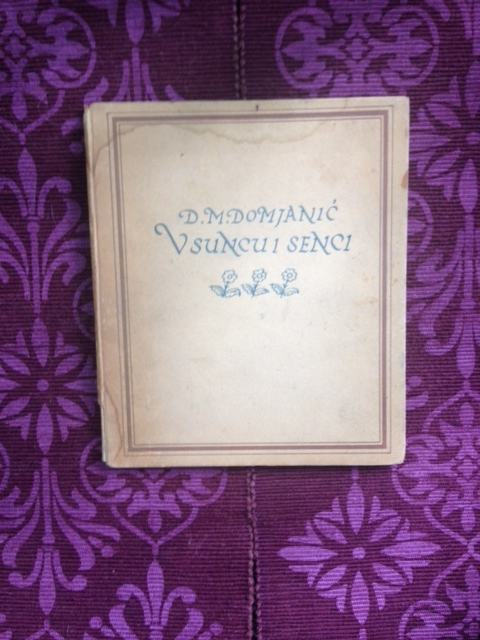 D. M. DOMJANIĆ
V SUNCU I SENCI